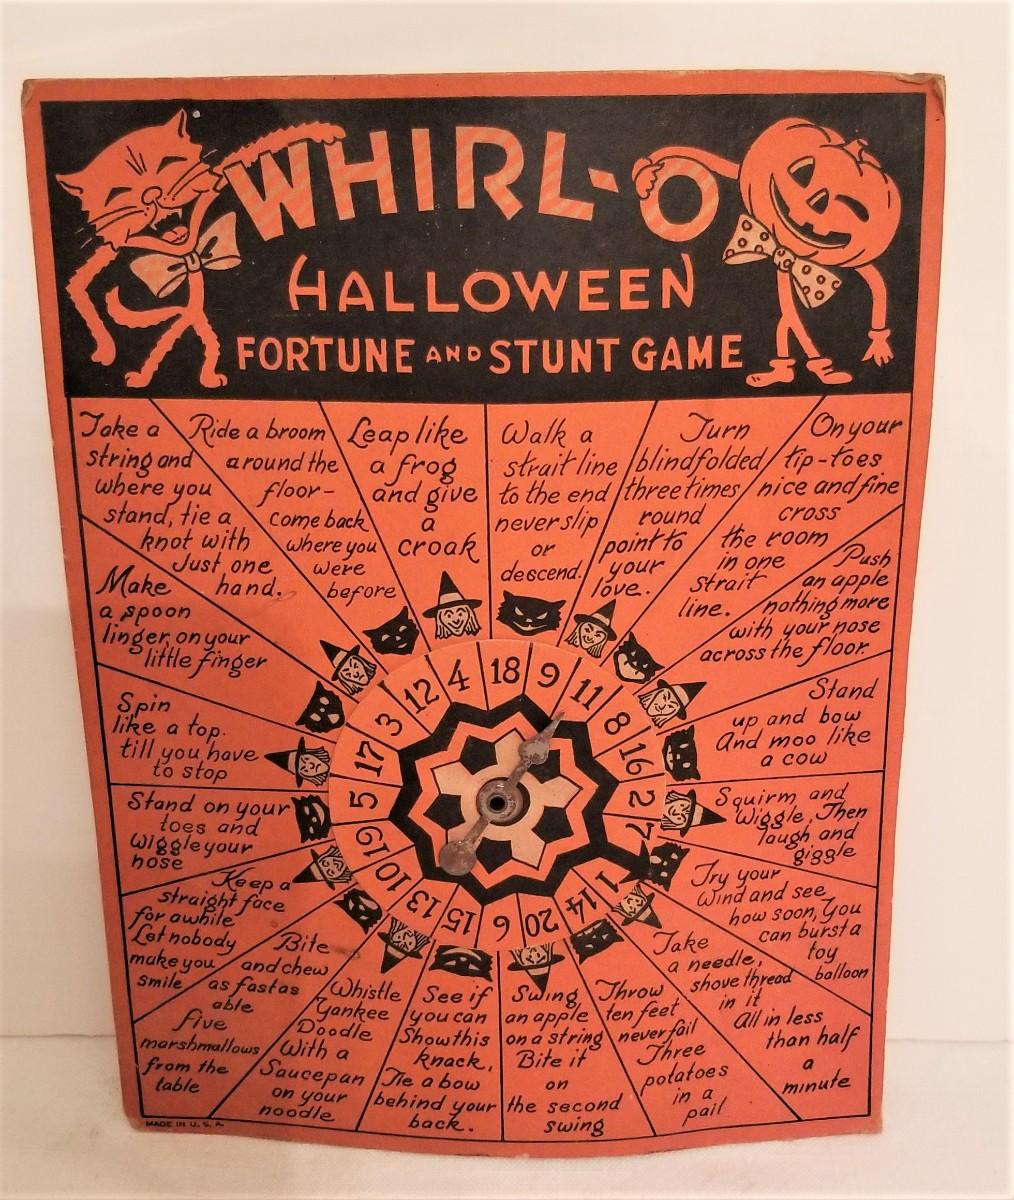 WHIRL-O
HALLOWEEN
FORTUNE AND STUNT GAME
Take a
string and
where you
stand, tie a
knot with
Just one
hand.
Ride a broom
around the
floor-
come back
where you
were
before
Leap like
a frog
and give
a
croak
Walk a
strait line
to the end
never slip
or
descend.
Turn
blindfolded
three times
round
point to
your
love.
On your
tip-toes
nice and fine
cross
the room
in one
strait
line.
Push
an apple
nothing more
with your nose
across the floor.
Stand
up and bow
And moo like
a cow
Squirm and
wiggle, Then
laugh and
giggle
Try your
wind and see
how soon, you
can burst a
toy
balloon
Take
a needle,
shove thread
in it
All in less
than half
a
minute
Throw
ten feet
never fail
Three
potatoes
in a
pail
Swing
an apple
on a string
Bite it
on
the second
swing
See if
you can
Show this
knack,
Tie a bow
behind your
back.
Whistle
Yankee
Doodle
With a
Saucepan
on your
noodle
Bite
and chew
as fast as
able
five
marshmallows
from the
table
Keep a
straight face
for awhile
Let nobody
make you
smile
Stand on your
toes and
wiggle your
nose
Spin
like a top.
till you have
to stop
Make
a spoon
linger, on your
little finger
18
9
11
8
16
2
7
1
14
20
6
15
13
10
19
5
17
3
12
4
MADE IN U.S.A.